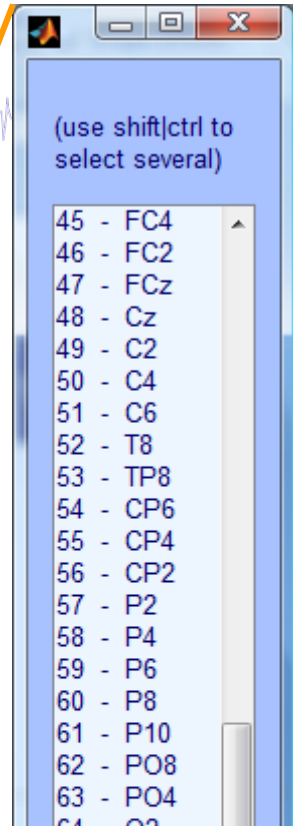 (use shift|ctrl to
select several)
45 - FC4
46 - FC2
47 - FCz
48 - Cz
49 - C2
50 - C4
51 - C6
52 - T8
53 - TP8
54 - CP6
55 - CP4
56 - CP2
57 - P2
58 - P4
59 - P6
60 - P8
61 - P10
62 - PO8
63 - PO4
64 - O2